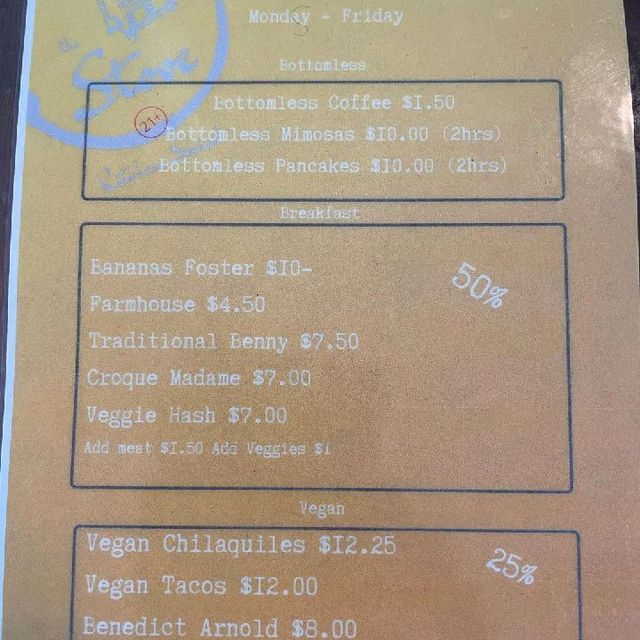 Monday - Friday
Store
Bottomless
Bottomless Coffee $1.50
21+
Bottomless Mimosas $10.00 (2hrs)
Bottomless Pancakes $10.00 (2hrs)
Breakfast
Bananas Foster $10-
50%
Farmhouse $4.50
Traditional Benny $7.50
Croque Madame $7.00
Veggie Hash $7.00
Add meat $1.50 Add Veggies $1
Vegan
Vegan Chilaquiles $12.25
25%
Vegan Tacos $12.00
Benedict Arnold $8.00